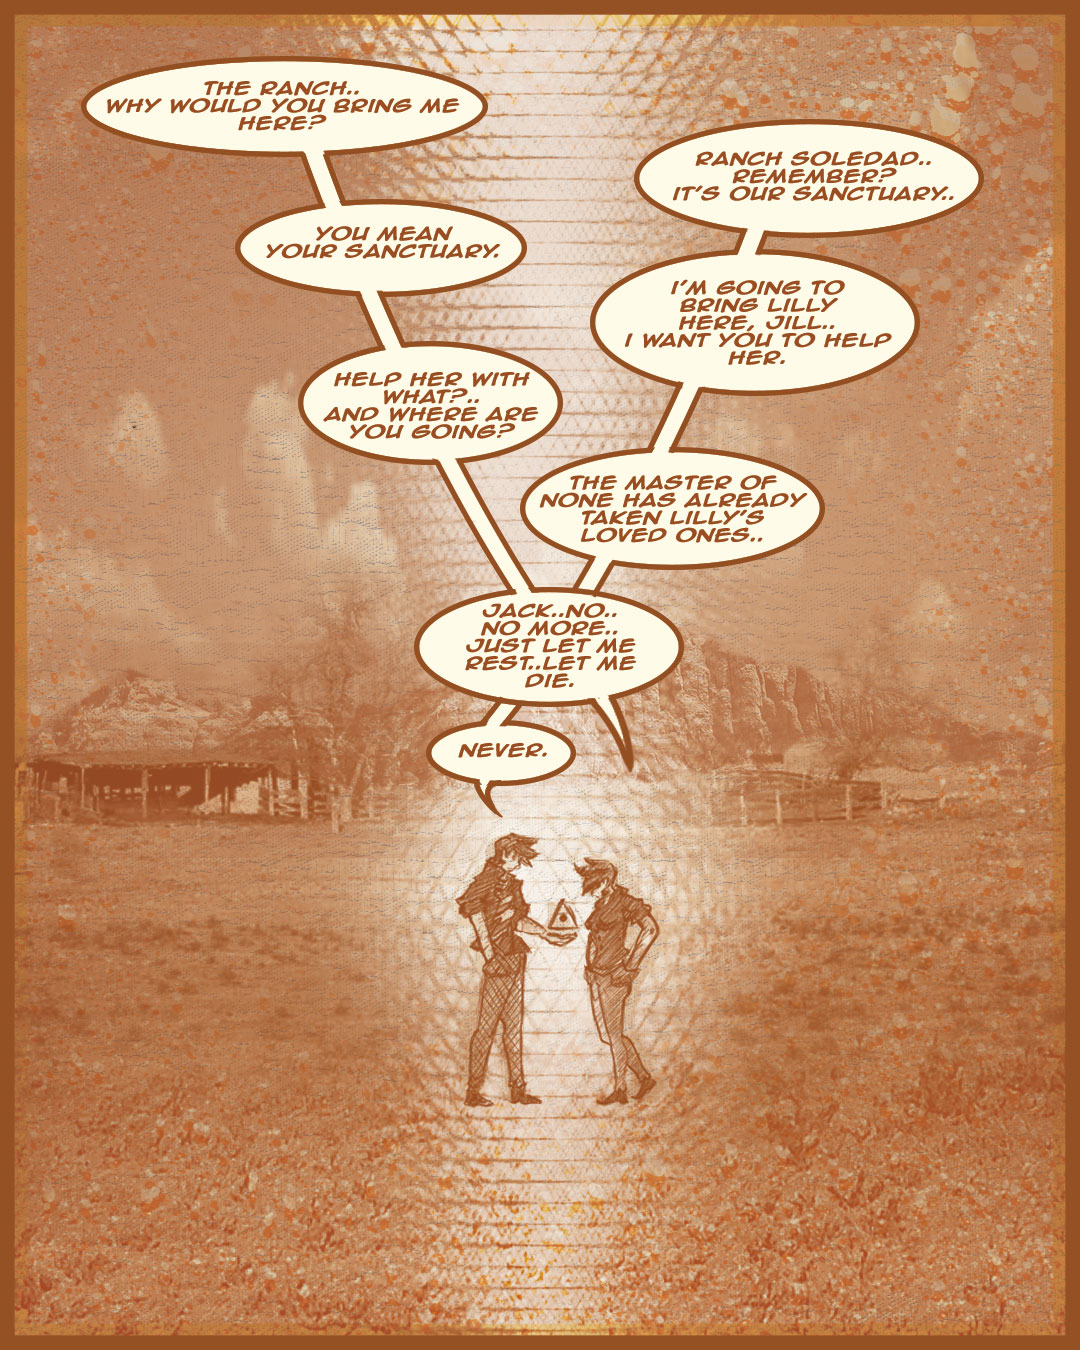 THE RANCH..
WHY WOULD YOU BRING ME
HERE?
RANCH SOLEDAD..
REMEMBER?
IT'S OUR SANCTUARY..
YOU MEAN
YOUR SANCTUARY.
I'M GOING TO
BRING LILLY
HERE, JILL..
I WANT YOU TO HELP
HER.
HELP HER WITH
WHAT?..
AND WHERE ARE
YOU GOING?
THE MASTER OF
NONE HAS ALREADY
TAKEN LILLY'S
LOVED ONES..
JACK..NO..
NO MORE..
JUST LET ME
REST..LET ME
DIE.
NEVER.